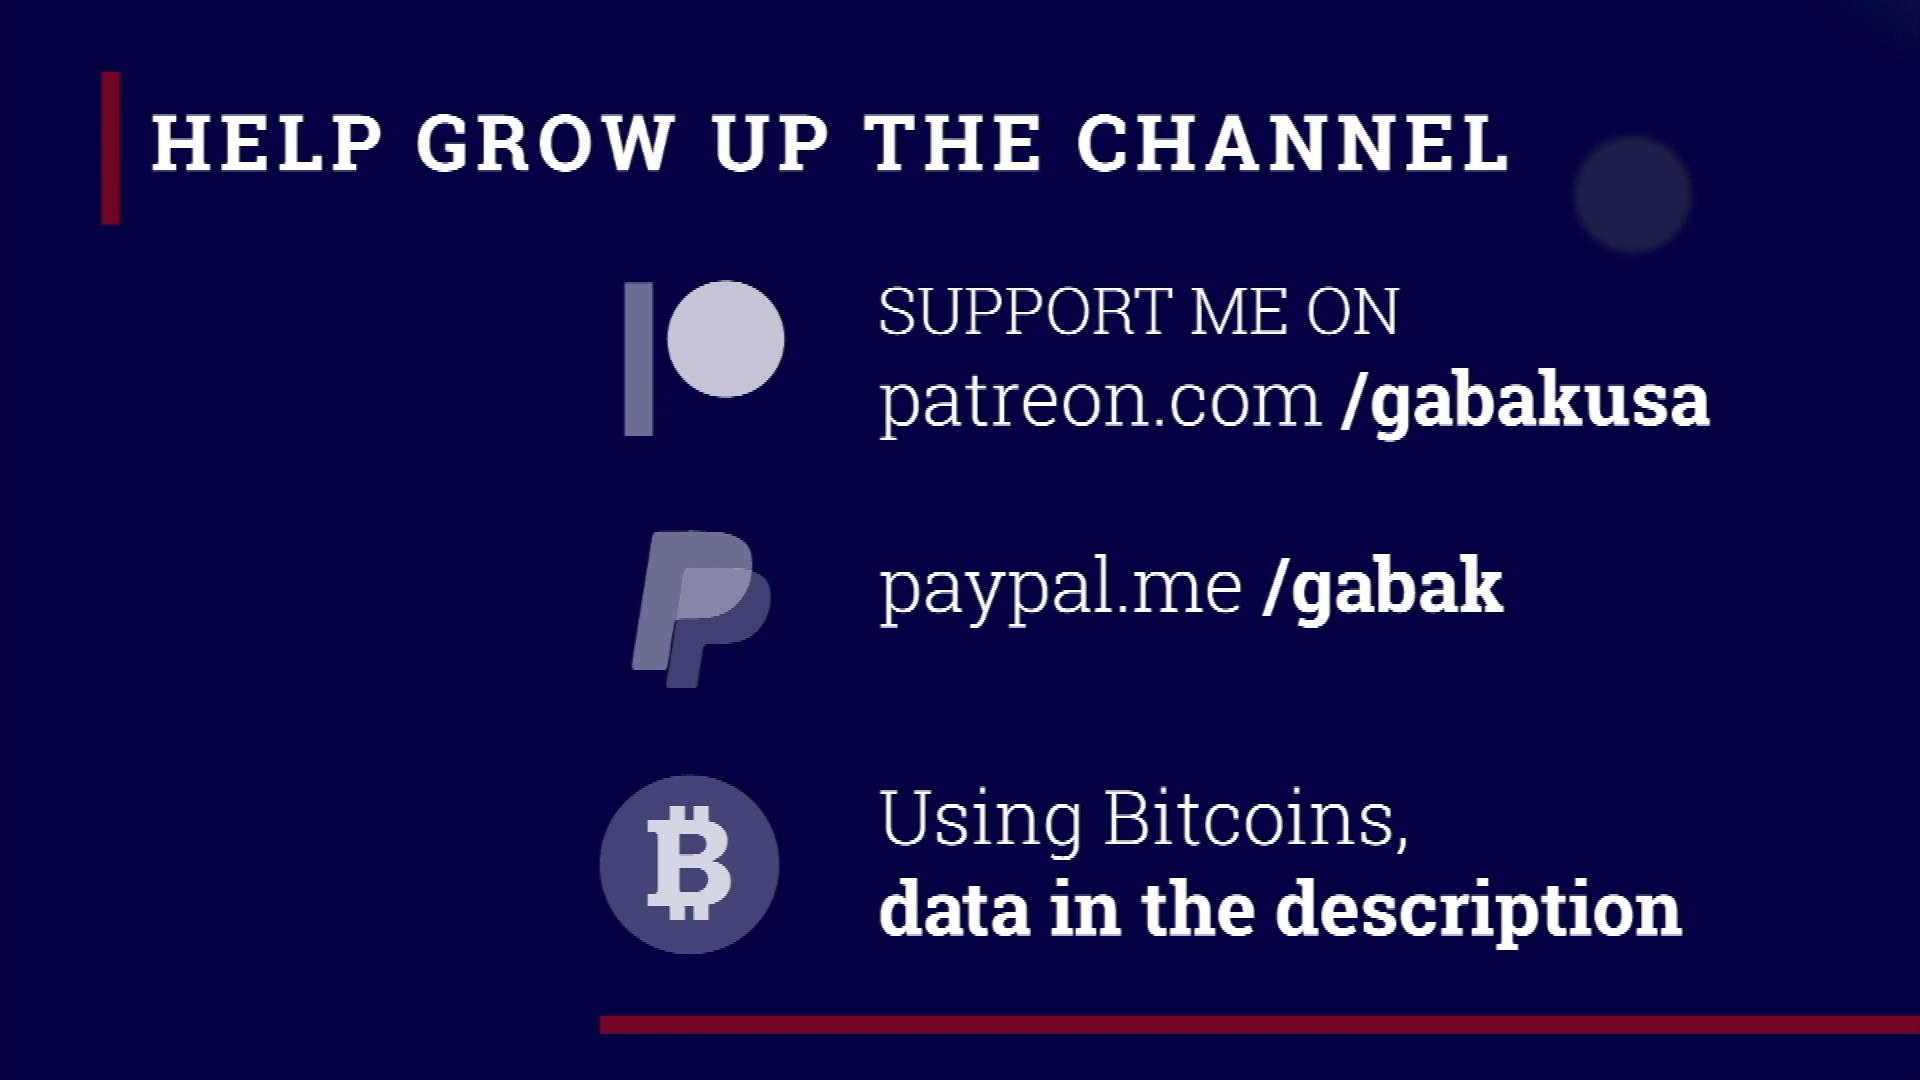 HELP GROW UP THE CHANNEL
SUPPORT ME ON
patreon.com /gabakusa
paypal.me /gabak
Using Bitcoins,
data in the description